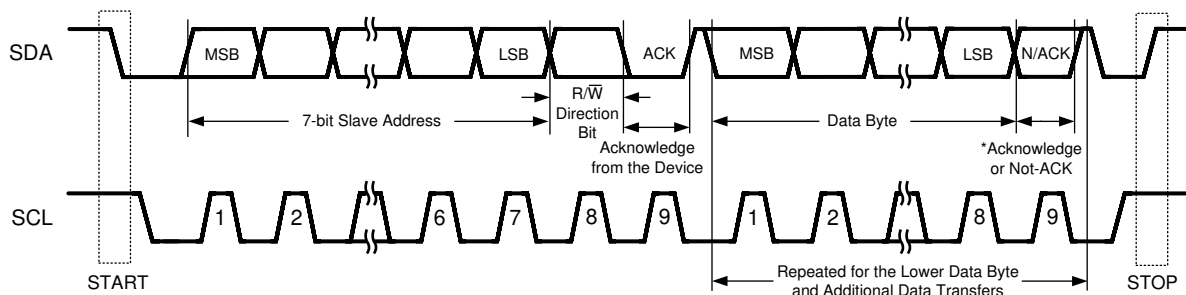 SDA
MSB
LSB
ACK
MSB
LSB
N/ACK
R/W̅
Direction
Bit
7-bit Slave Address
Data Byte
Acknowledge
from the Device
*Acknowledge
or Not-ACK
SCL
1
2
6
7
8
9
1
2
8
9
START
Repeated for the Lower Data Byte
and Additional Data Transfers
STOP